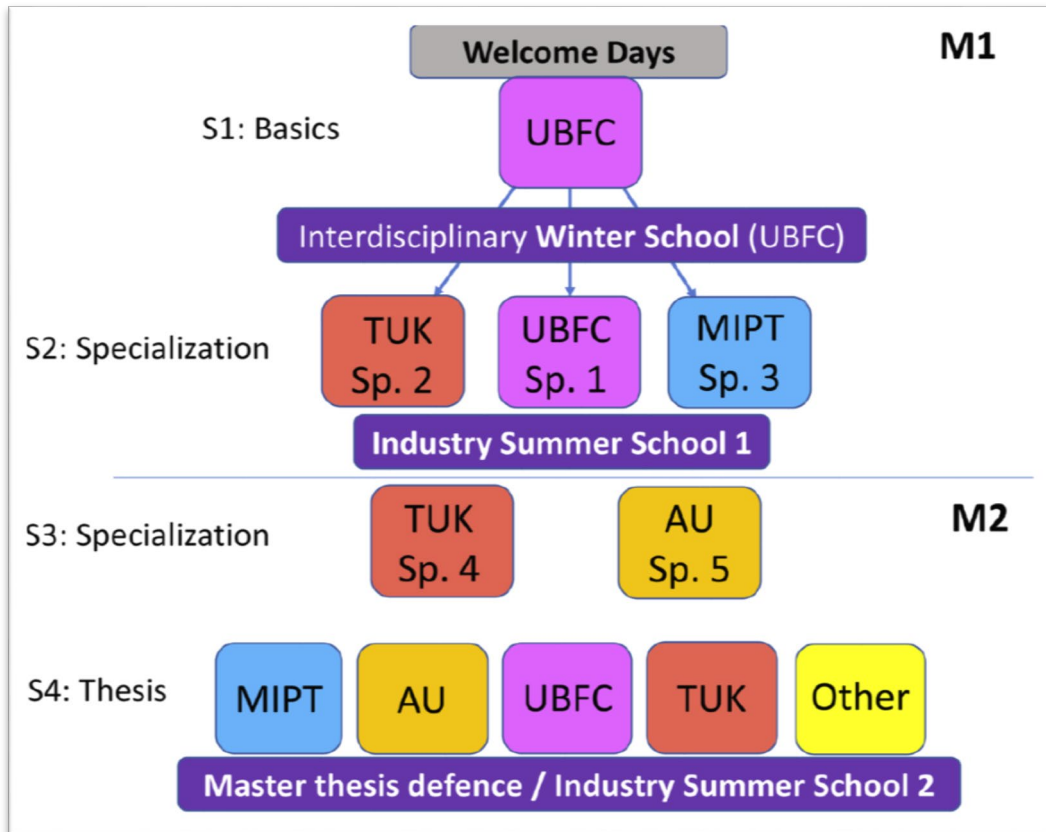 Welcome Days
M1
S1: Basics
UBFC
Interdisciplinary Winter School (UBFC)
S2: Specialization
TUK
Sp. 2
UBFC
Sp. 1
MIPT
Sp. 3
Industry Summer School 1
M2
S3: Specialization
TUK
Sp. 4
AU
Sp. 5
S4: Thesis
MIPT
AU
UBFC
TUK
Other
Master thesis defence / Industry Summer School 2